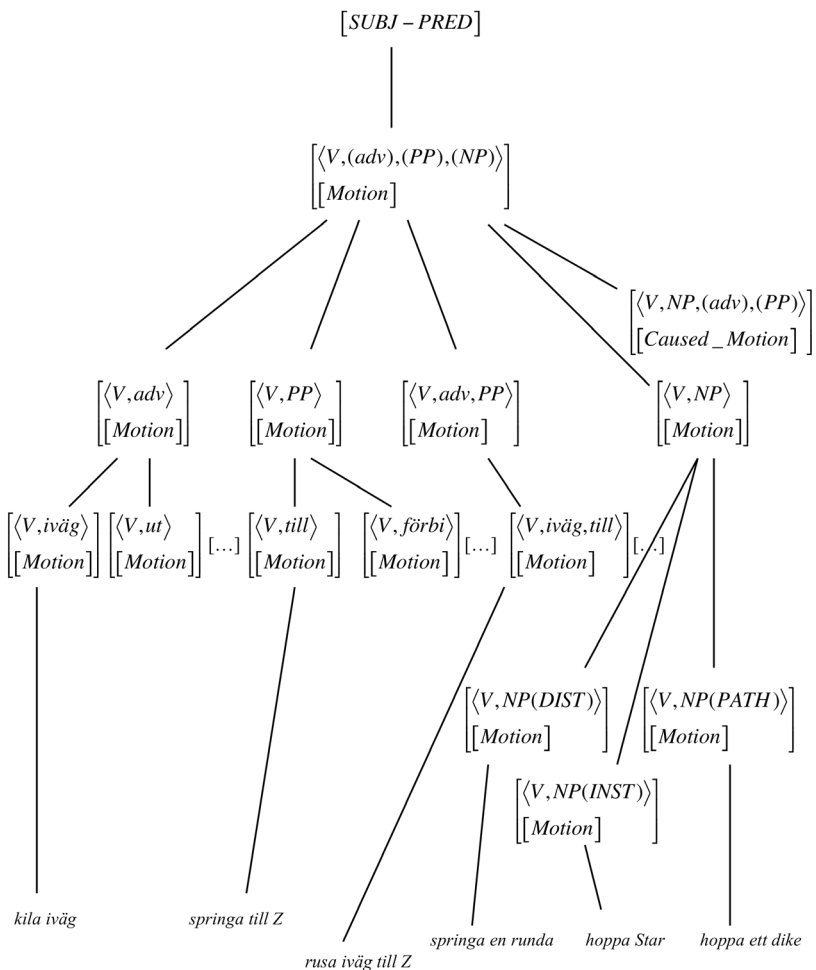 [SUBJ – PRED]
⟨V,(adv),(PP),(NP)⟩
[Motion]
⟨V,NP,(adv),(PP)⟩
[Caused _ Motion]
⟨V,adv⟩ ⟨V,PP⟩ ⟨V,adv,PP⟩ ⟨V,NP⟩
[Motion] [Motion] [Motion] [Motion]
⟨V,iväg⟩ ⟨V,ut⟩ ⟨V,till⟩ ⟨V,förbi⟩ ⟨V,iväg,till⟩
[…] […] […]
[Motion] [Motion] [Motion] [Motion] [Motion]
⟨V,NP(DIST)⟩ ⟨V,NP(PATH)⟩
[Motion] [Motion]
⟨V,NP(INST)⟩
[Motion]
kila iväg springa till Z
springa en runda hoppa Star hoppa ett dike
rusa iväg till Z